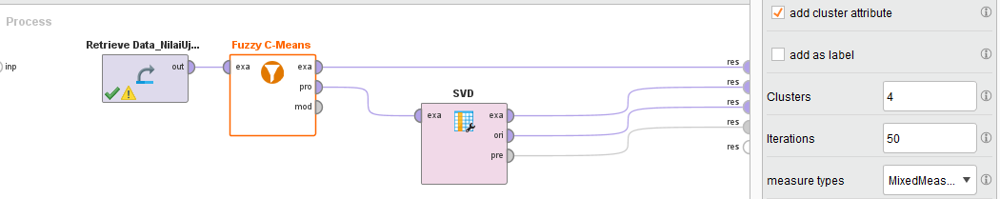 Process
Retrieve Data_NilaiUj...
Fuzzy C-Means
inp
out
exa
exa
pro
mod
SVD
exa
exa
ori
pre
res
res
res
res
res
add cluster attribute
add as label
Clusters
4
Iterations
50
measure types
MixedMeas...